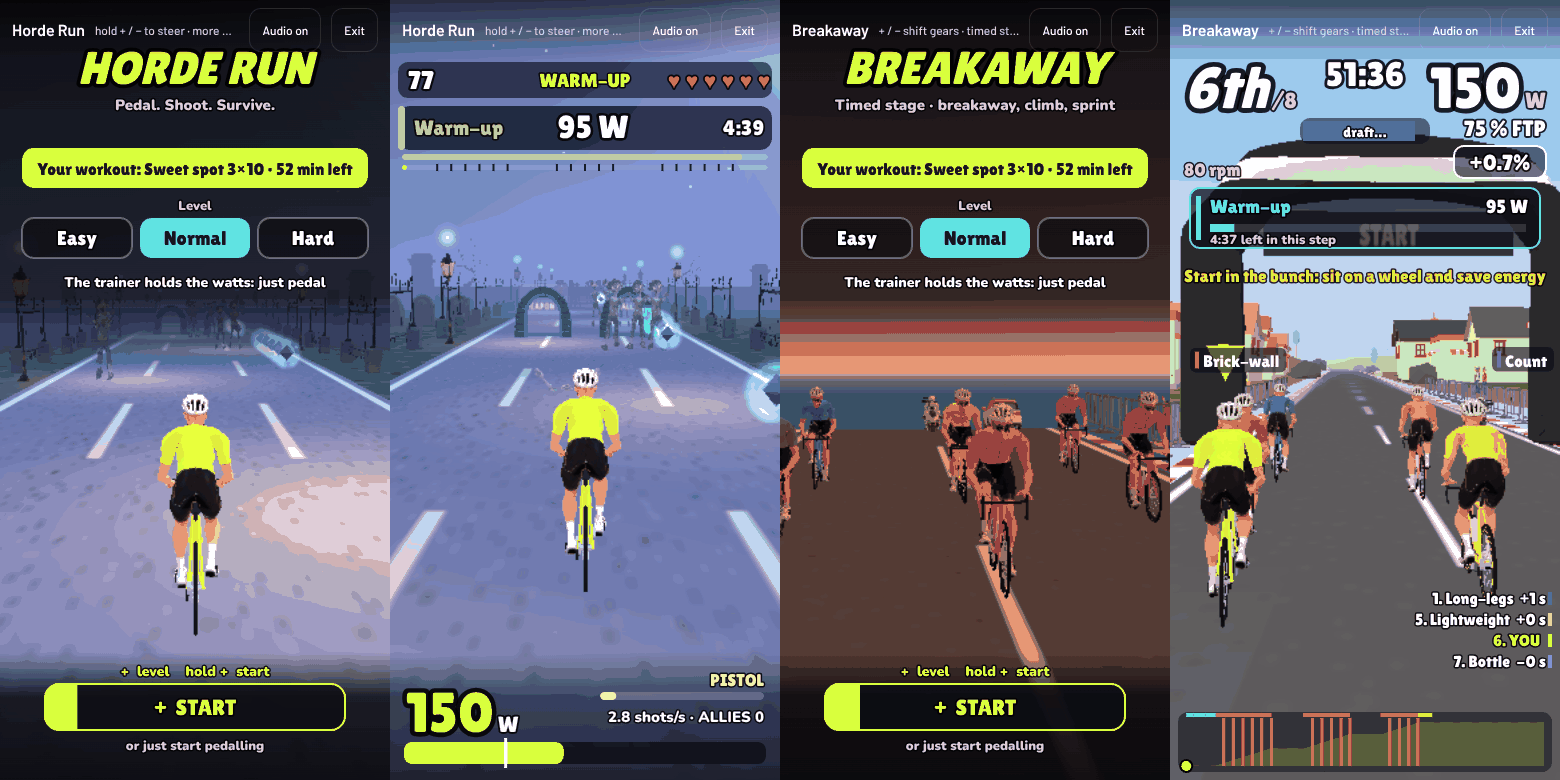 Horde Run hold + / − to steer · more ... Audio on Exit
HORDE RUN
Pedal. Shoot. Survive.
Your workout: Sweet spot 3×10 · 52 min left
Level
Easy Normal Hard
The trainer holds the watts: just pedal
+ level hold + start
+ START
or just start pedalling
Horde Run hold + / − to steer · more ... Audio on Exit
77 WARM-UP ♥♥♥♥♥♥
Warm-up 95 W 4:39
PISTOL
150 W
2.8 shots/s · ALLIES 0
Breakaway + / − shift gears · timed st... Audio on Exit
BREAKAWAY
Timed stage · breakaway, climb, sprint
Your workout: Sweet spot 3×10 · 52 min left
Level
Easy Normal Hard
The trainer holds the watts: just pedal
+ level hold + start
+ START
or just start pedalling
Breakaway + / − shift gears · timed st... Audio on Exit
6th/8 51:36 150 W
draft... 75 % FTP
80 rpm +0.7%
Warm-up 95 W
4:37 left in this step
START
Start in the bunch: sit on a wheel and save energy
Brick-wall Count
1. Long-legs +1 s
5. Lightweight +0 s
6. YOU
7. Bottle −0 s